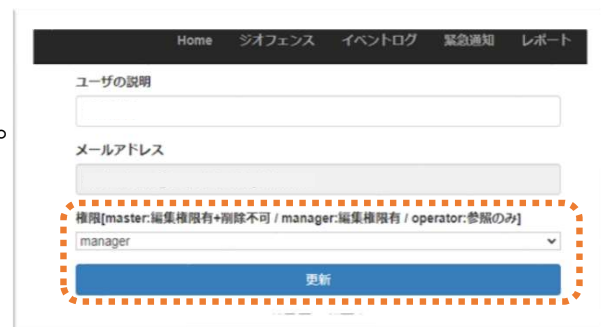 Home ジオフェンス イベントログ 緊急通知 レポート
ユーザの説明
。
メールアドレス
権限[master:編集権限有+削除不可 / manager:編集権限有 / operator:参照のみ]
manager
更新